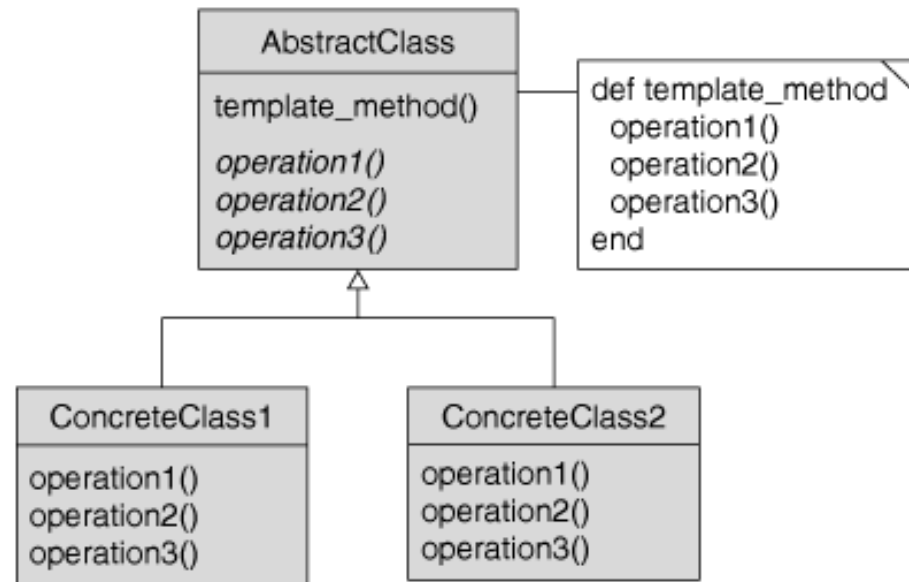 AbstractClass
template_method()
operation1()
operation2()
operation3()
def template_method
operation1()
operation2()
operation3()
end
ConcreteClass1
operation1()
operation2()
operation3()
ConcreteClass2
operation1()
operation2()
operation3()